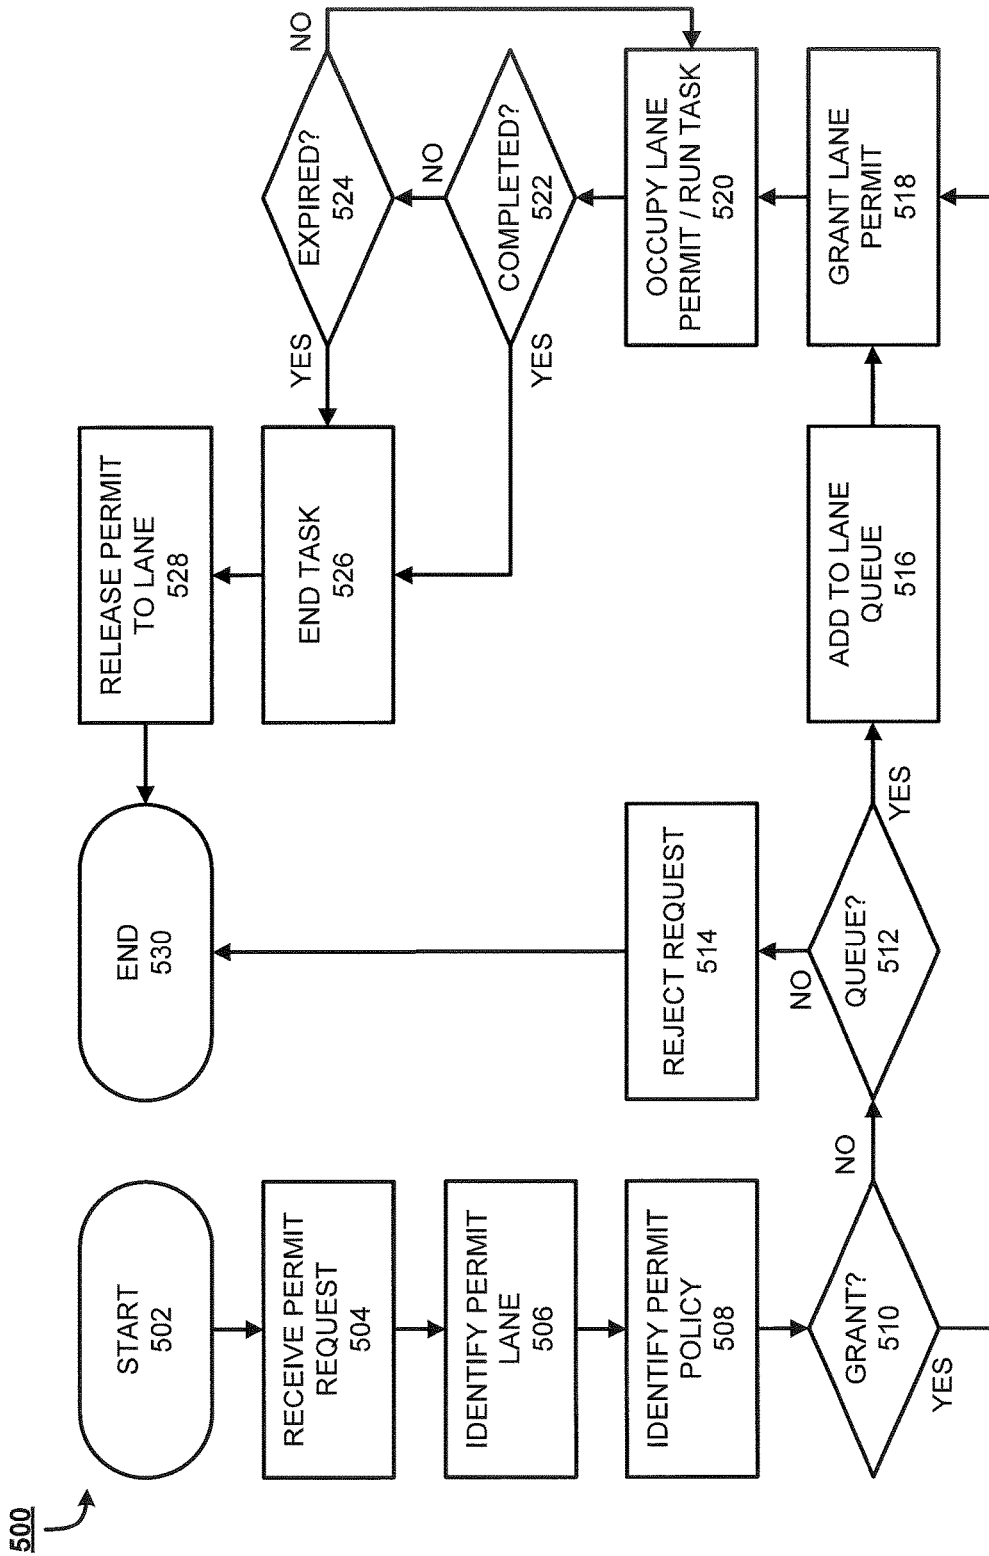 500
START
502
RECEIVE PERMIT
REQUEST
504
IDENTIFY PERMIT
LANE
506
IDENTIFY PERMIT
POLICY
508
GRANT?
510
YES
NO
END
530
REJECT REQUEST
514
NO
QUEUE?
512
YES
RELEASE PERMIT
TO LANE
528
END TASK
526
ADD TO LANE
QUEUE
516
YES
EXPIRED?
524
NO
YES
COMPLETED?
522
NO
OCCUPY LANE
PERMIT / RUN TASK
520
GRANT LANE
PERMIT
518